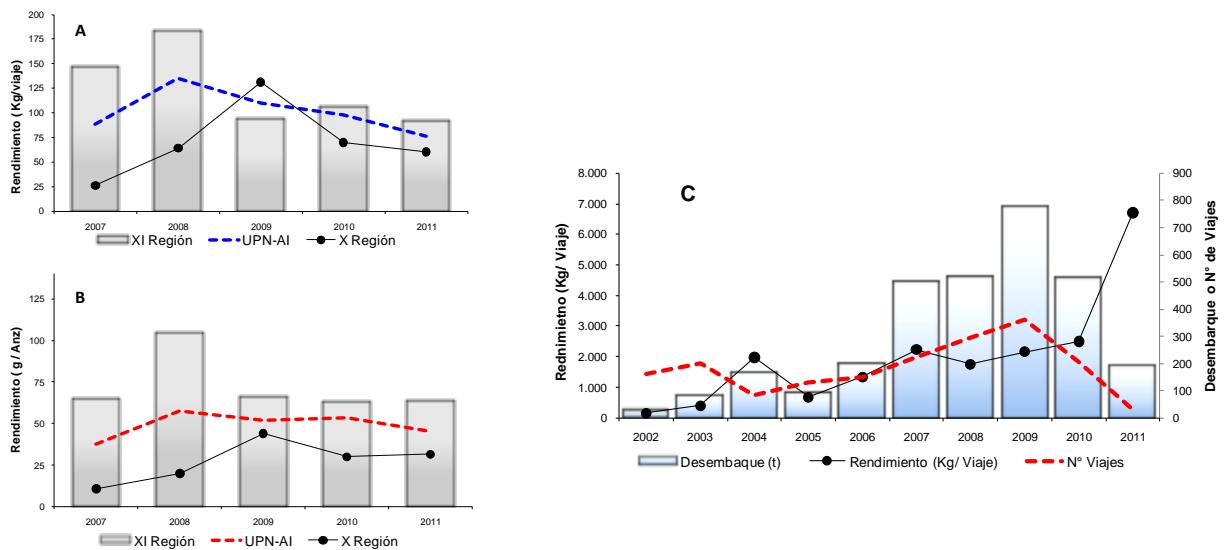 A
Rendimiento (Kg/viaje)
200
175
150
125
100
75
50
25
0
2007 2008 2009 2010 2011
XI Región UPN-AI X Región
B
Rendimiento (g / Anz)
125
100
75
50
25
0
2007 2008 2009 2010 2011
XI Región UPN-AI X Región
C
Rednimietno (Kg/ Viaje)
8.000
7.000
6.000
5.000
4.000
3.000
2.000
1.000
0
900
800
700
600
500
400
300
200
100
0
Desembarque o N° de Viajes
2002 2003 2004 2005 2006 2007 2008 2009 2010 2011
Desembaque (t) Rendimiento (Kg/ Viaje) N° Viajes